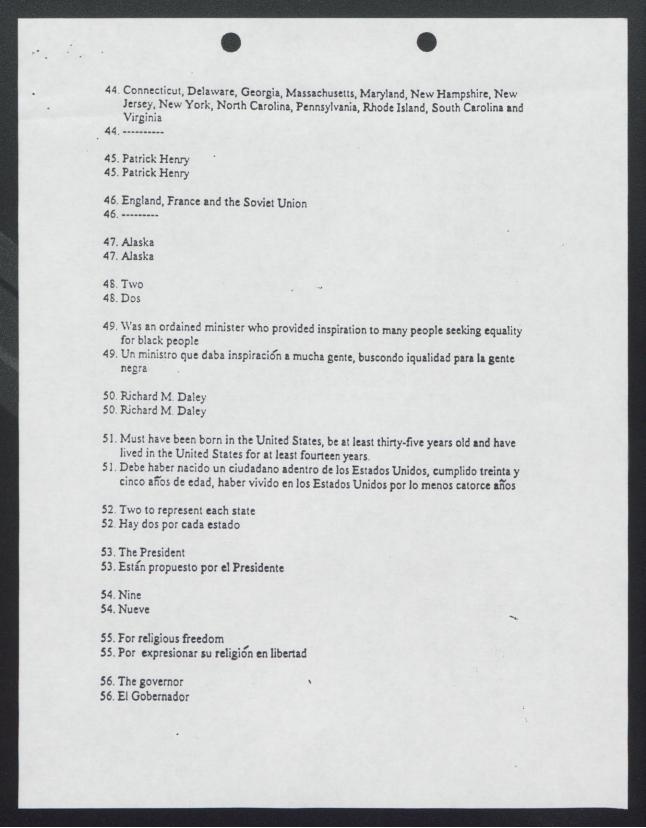 44. Connecticut, Delaware, Georgia, Massachusetts, Maryland, New Hampshire, New
Jersey, New York, North Carolina, Pennsylvania, Rhode Island, South Carolina and
Virginia
44. ----------
45. Patrick Henry
45. Patrick Henry
46. England, France and the Soviet Union
46. ---------
47. Alaska
47. Alaska
48. Two
48. Dos
49. Was an ordained minister who provided inspiration to many people seeking equality
for black people
49. Un ministro que daba inspiración a mucha gente, buscondo iqualidad para la gente
negra
50. Richard M. Daley
50. Richard M. Daley
51. Must have been born in the United States, be at least thirty-five years old and have
lived in the United States for at least fourteen years.
51. Debe haber nacido un ciudadano adentro de los Estados Unidos, cumplido treinta y
cinco años de edad, haber vivido en los Estados Unidos por lo menos catorce años
52. Two to represent each state
52. Hay dos por cada estado
53. The President
53. Están propuesto por el Presidente
54. Nine
54. Nueve
55. For religious freedom
55. Por expresionar su religión en libertad
56. The governor
56. El Gobernador